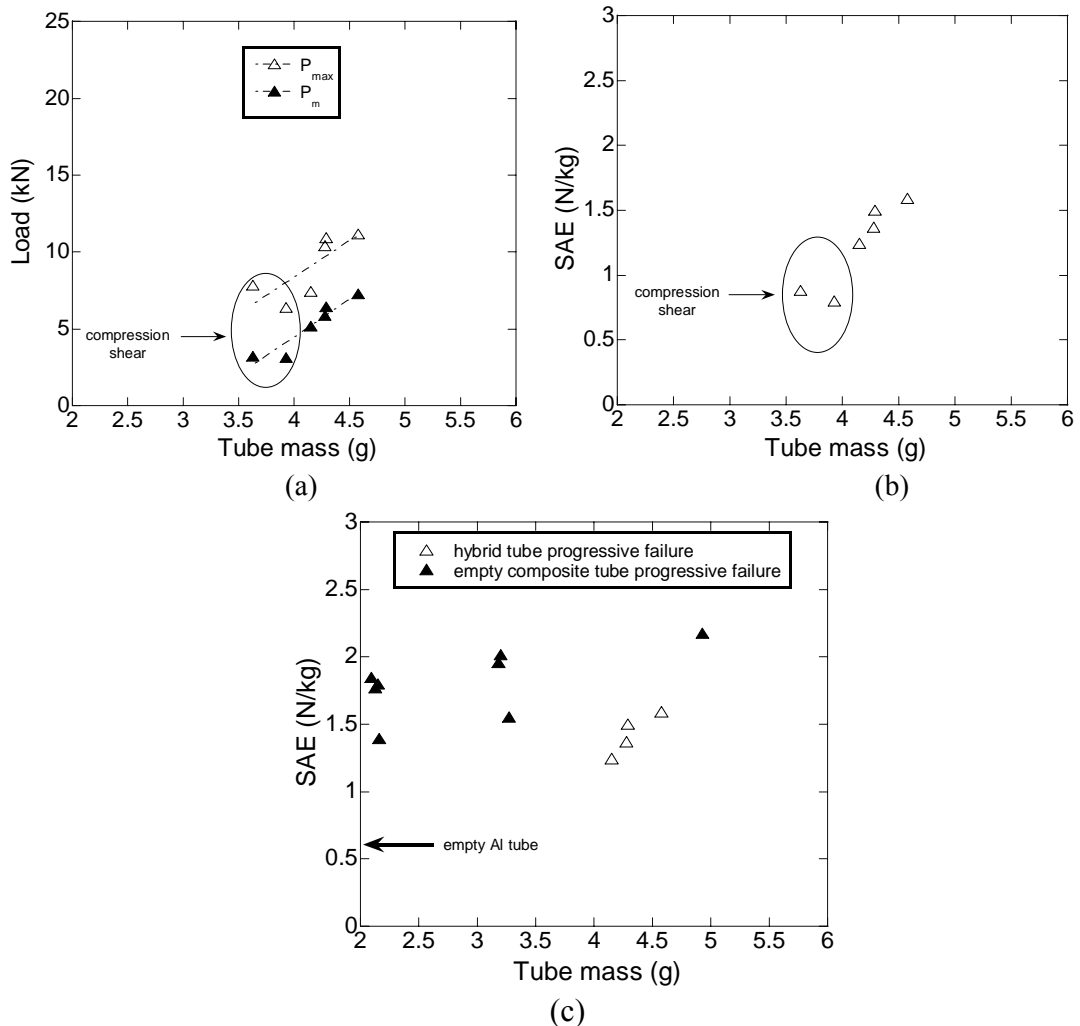 25
20
15
10
5
0
Load (kN)
P max
P m
compression
shear
2 2.5 3 3.5 4 4.5 5 5.5 6
Tube mass (g)
(a)
3
2.5
2
1.5
1
0.5
0
SAE (N/kg)
compression
shear
2 2.5 3 3.5 4 4.5 5 5.5 6
Tube mass (g)
(b)
3
2.5
2
1.5
1
0.5
0
SAE (N/kg)
hybrid tube progressive failure
empty composite tube progressive failure
empty Al tube
2 2.5 3 3.5 4 4.5 5 5.5 6
Tube mass (g)
(c)